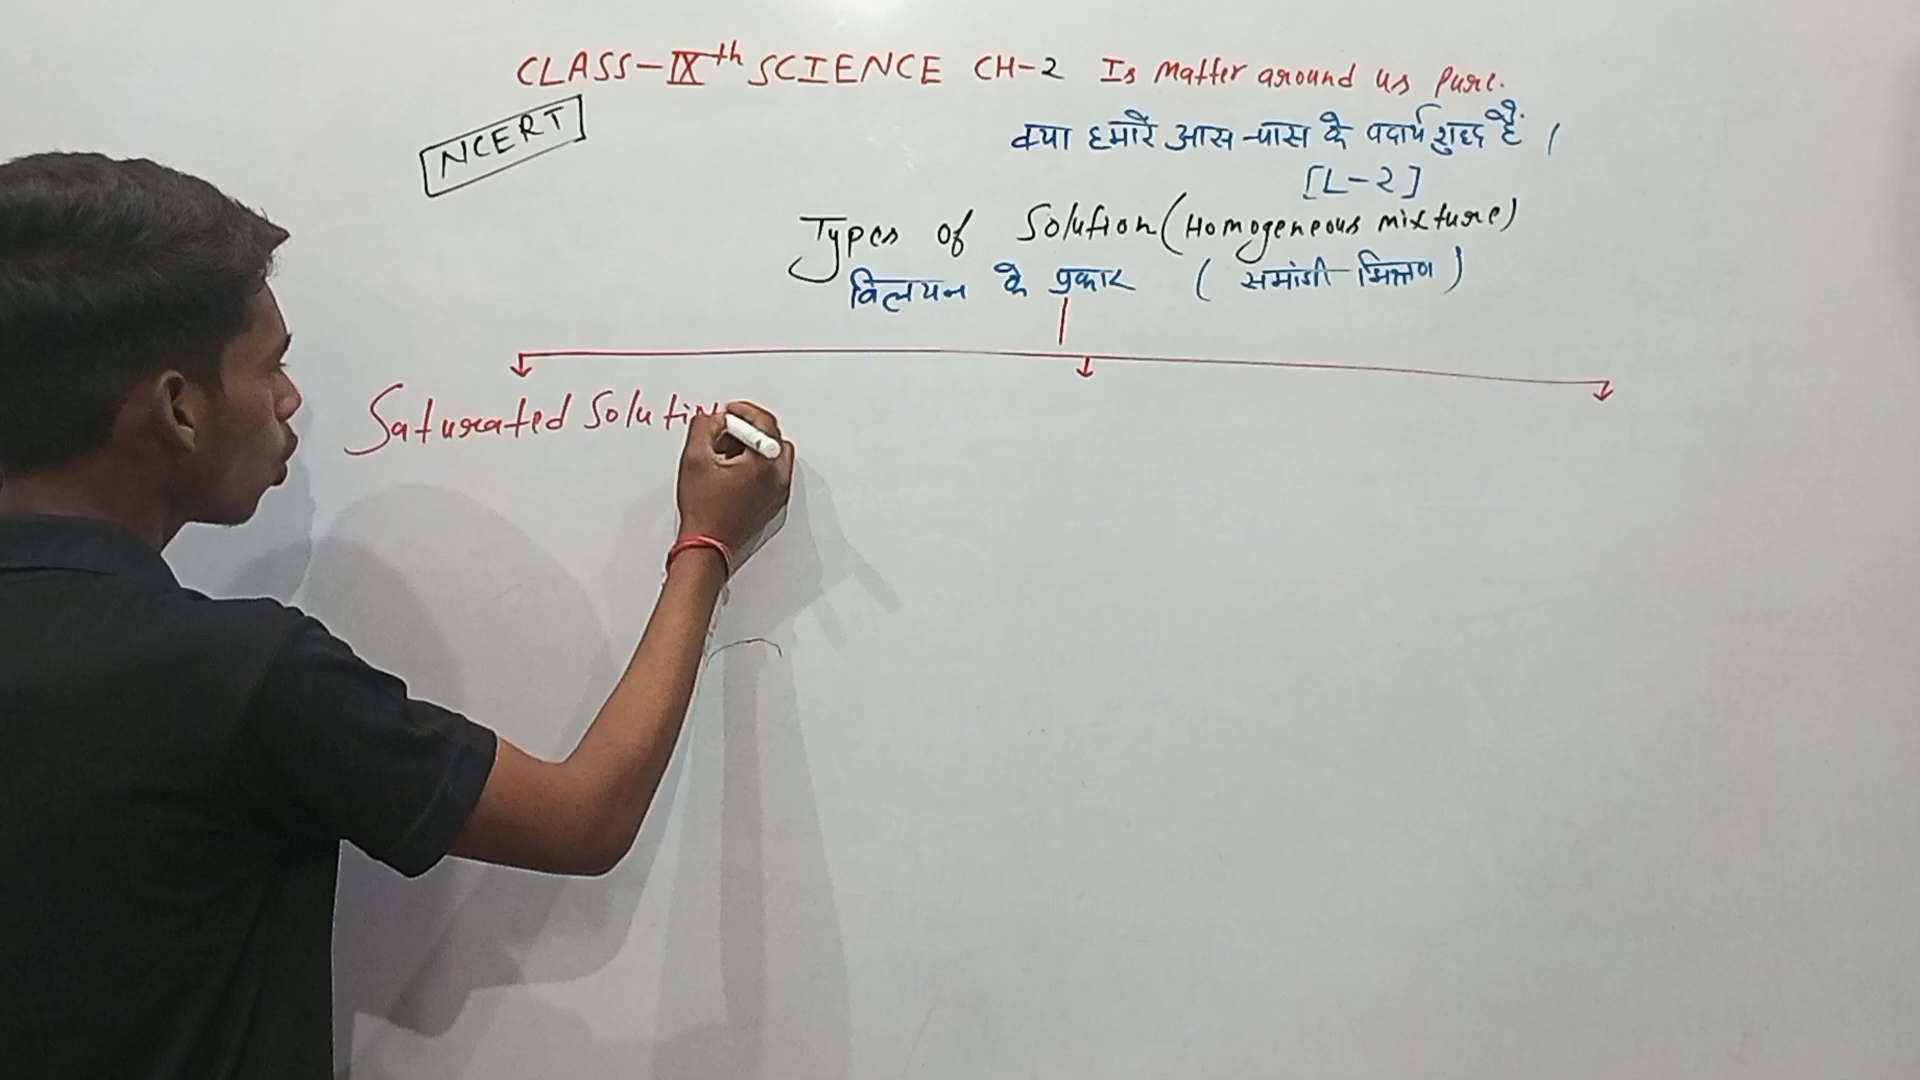 CLASS-IXth SCIENCE CH-2 Is Matter around us Pure.
NCERT
क्या हमारे आस-पास के पदार्थ शुद्ध हैं।
[L-2]
Types of Solution (Homogeneous mixture)
विलयन के प्रकार ( समांगी मिश्रण )
Saturated Solution